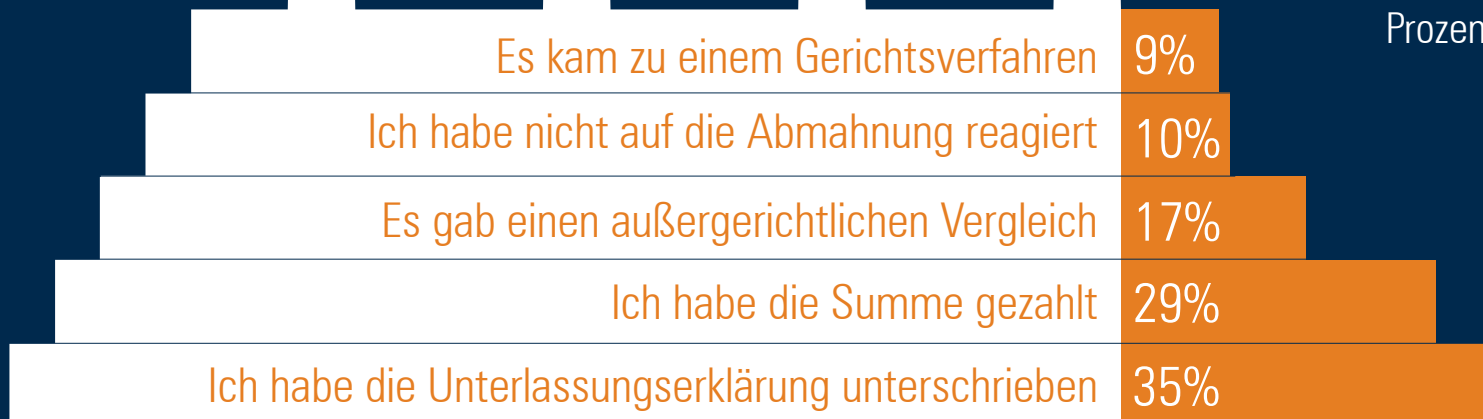 Prozen
Es kam zu einem Gerichtsverfahren 9%
Ich habe nicht auf die Abmahnung reagiert 10%
Es gab einen außergerichtlichen Vergleich 17%
Ich habe die Summe gezahlt 29%
Ich habe die Unterlassungserklärung unterschrieben 35%